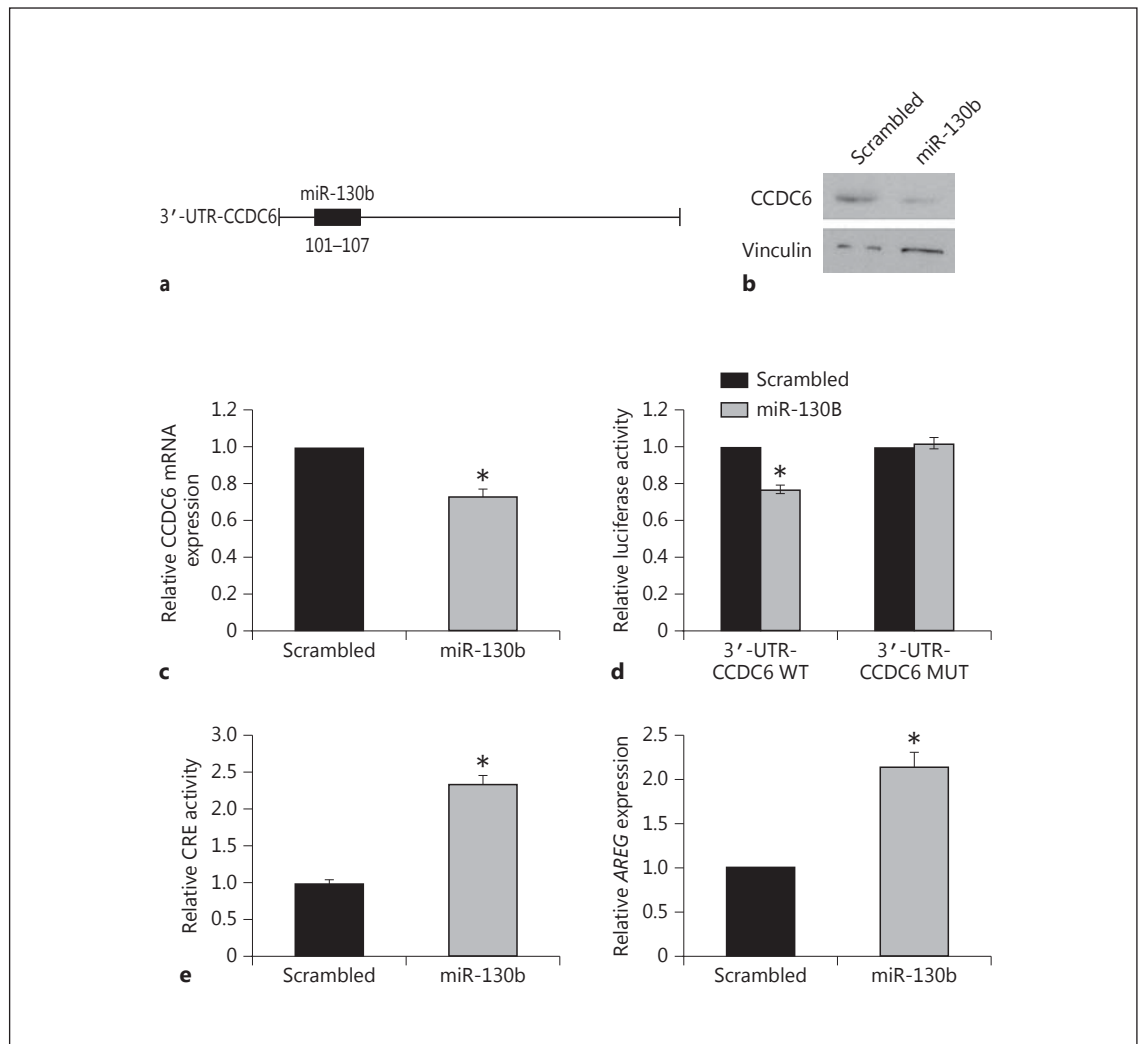 miR-130b
3′-UTR-CCDC6
101–107
a
Scrambled
miR-130b
CCDC6
Vinculin
b
Relative CCDC6 mRNA
expression
1.2
1.0
0.8
0.6
0.4
0.2
0
*
Scrambled
miR-130b
c
Scrambled
miR-130B
Relative luciferase activity
1.2
1.0
0.8
0.6
0.4
0.2
0
*
3′-UTR-
CCDC6 WT
3′-UTR-
CCDC6 MUT
d
Relative CRE activity
3.0
2.5
2.0
1.0
0.5
0
*
Scrambled
miR-130b
e
Relative AREG expression
2.5
2.0
1.5
1.0
0.5
0
*
Scrambled
miR-130b